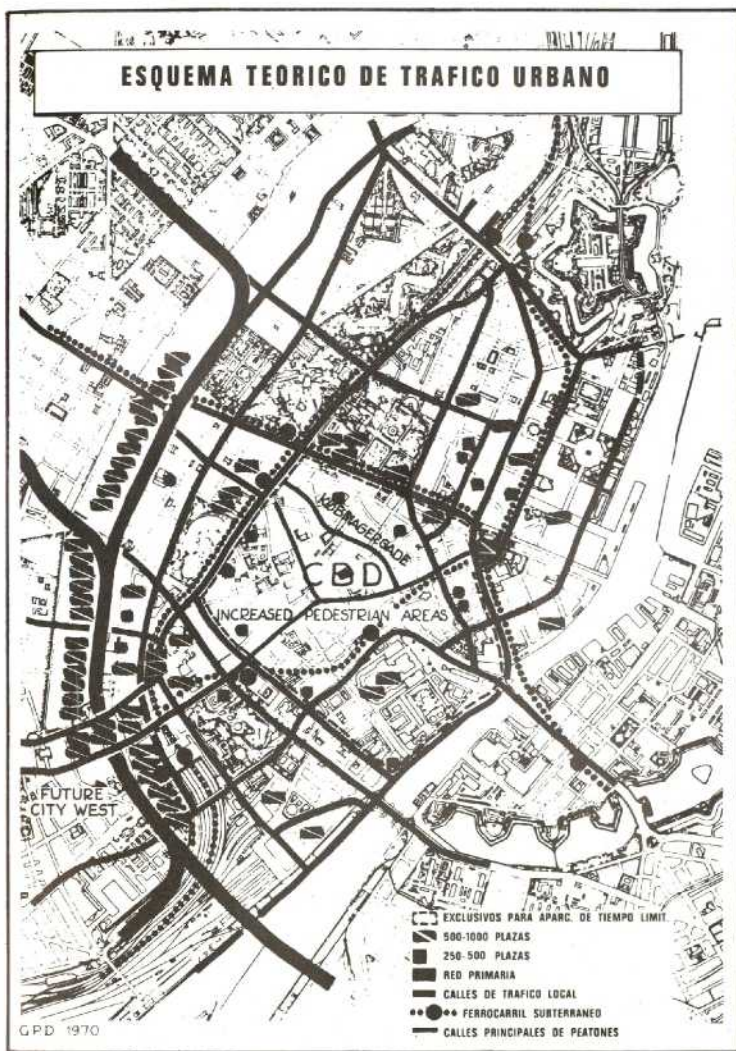 ESQUEMA TEORICO DE TRAFICO URBANO
KØBMAGERGADE
CBD
INCREASED PEDESTRIAN AREAS
FUTURE
CITY WEST
EXCLUSIVOS PARA APARC. DE TIEMPO LIMIT.
500-1000 PLAZAS
250-500 PLAZAS
RED PRIMARIA
CALLES DE TRAFICO LOCAL
FERROCARRIL SUBTERRANEO
CALLES PRINCIPALES DE PEATONES
GPD 1970